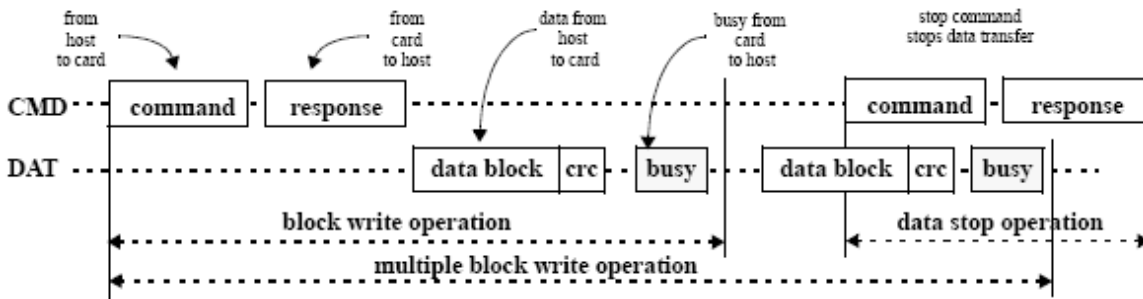 from
host
to card
from
card
to host
data from
host
to card
busy from
card
to host
stop command
stops data transfer
CMD
command
response
command
response
DAT
data block
crc
busy
data block
crc
busy
block write operation
data stop operation
multiple block write operation